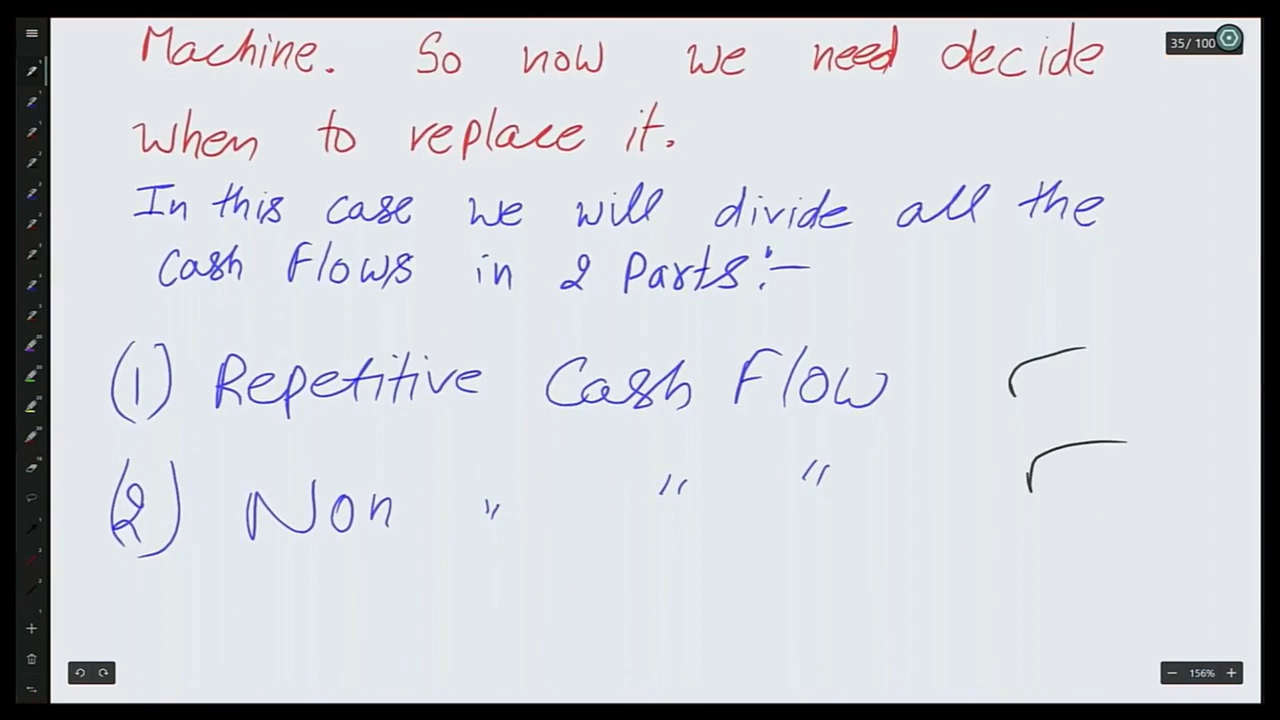 35/100
Machine. So now we need decide
when to replace it.
In this case we will divide all the
Cash Flows in 2 Parts:-
(1) Repetitive Cash Flow
(2) Non " " "
156%